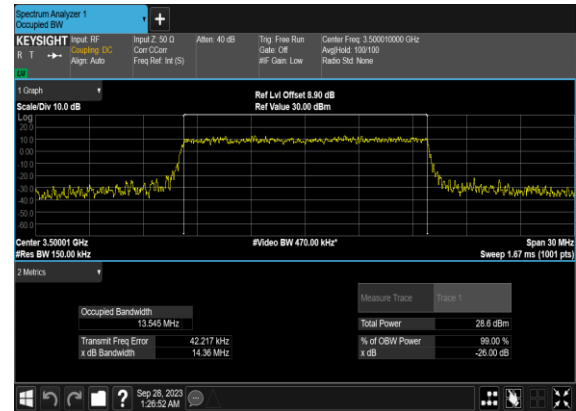 Spectrum Analyzer 1
Occupied BW
+
KEYSIGHT
R T
Input: RF
Coupling: DC
Align: Auto
Input Z: 50 Ω
Corr CCorr
Freq Ref: Int (S)
Atten: 40 dB
Trig: Free Run
Gate: Off
#IF Gain: Low
Center Freq: 3.500010000 GHz
Avg|Hold: 100/100
Radio Std: None
1 Graph
Scale/Div 10.0 dB
Ref Lvl Offset 8.90 dB
Ref Value 30.00 dBm
Log
20.0
10.0
0.00
-10.0
-20.0
-30.0
-40.0
-50.0
-60.0
Center 3.50001 GHz
#Res BW 150.00 kHz
#Video BW 470.00 kHz*
Span 30 MHz
Sweep 1.67 ms (1001 pts)
2 Metrics
Measure Trace Trace 1
Occupied Bandwidth
13.545 MHz
Total Power 28.6 dBm
Transmit Freq Error 42.217 kHz
% of OBW Power 99.00 %
x dB Bandwidth 14.36 MHz
x dB -26.00 dB
?
Sep 28, 2023
1:26:52 AM